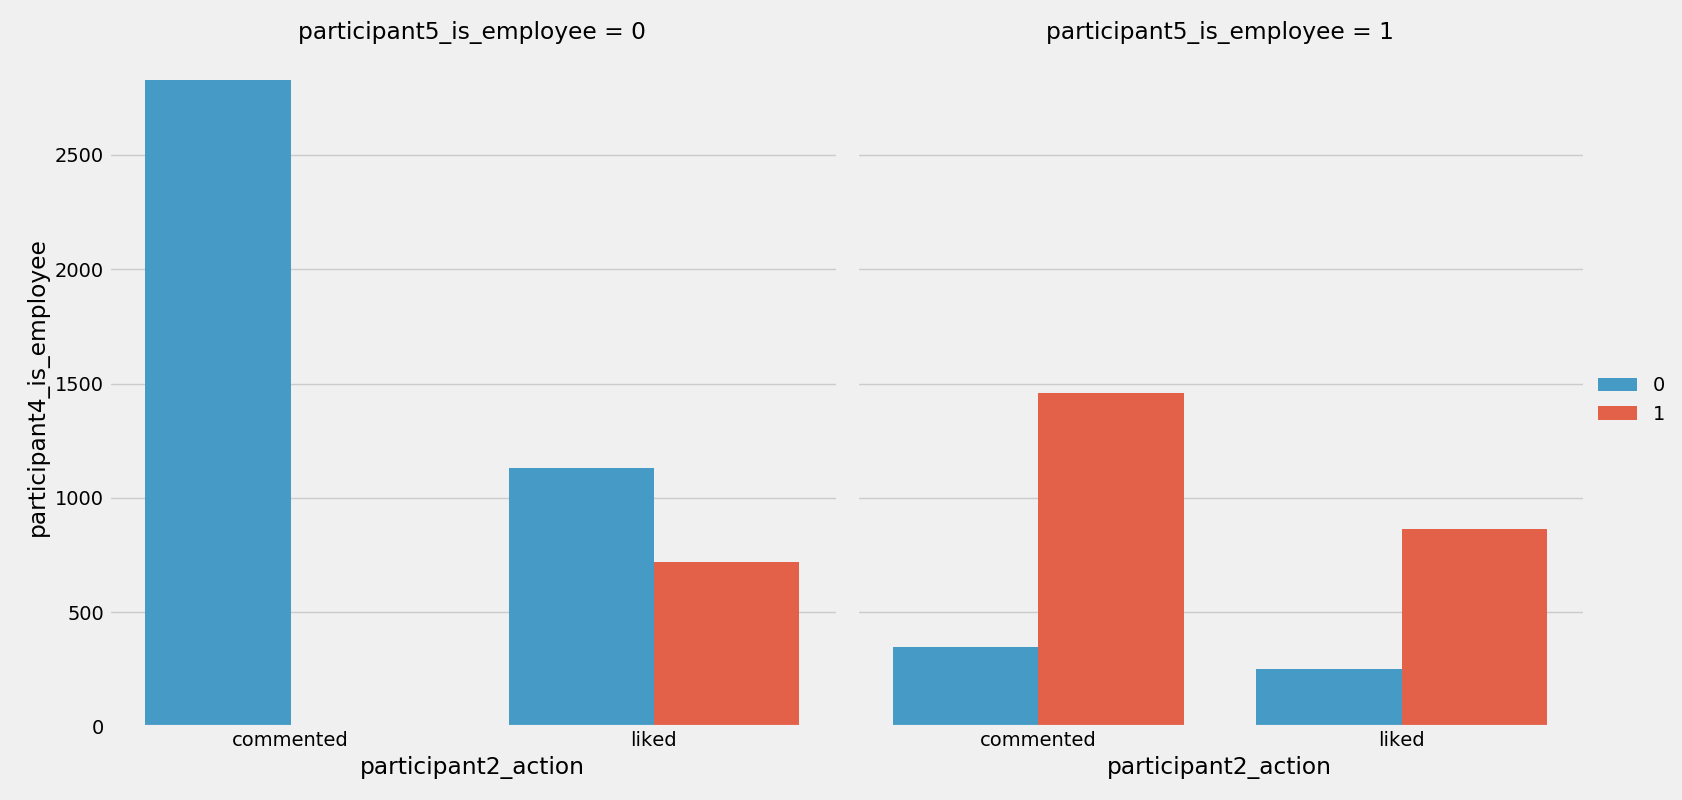 participant5_is_employee = 0
participant5_is_employee = 1
participant4_is_employee
2500
2000
1500
1000
500
0
commented
liked
commented
liked
participant2_action
participant2_action
0
1